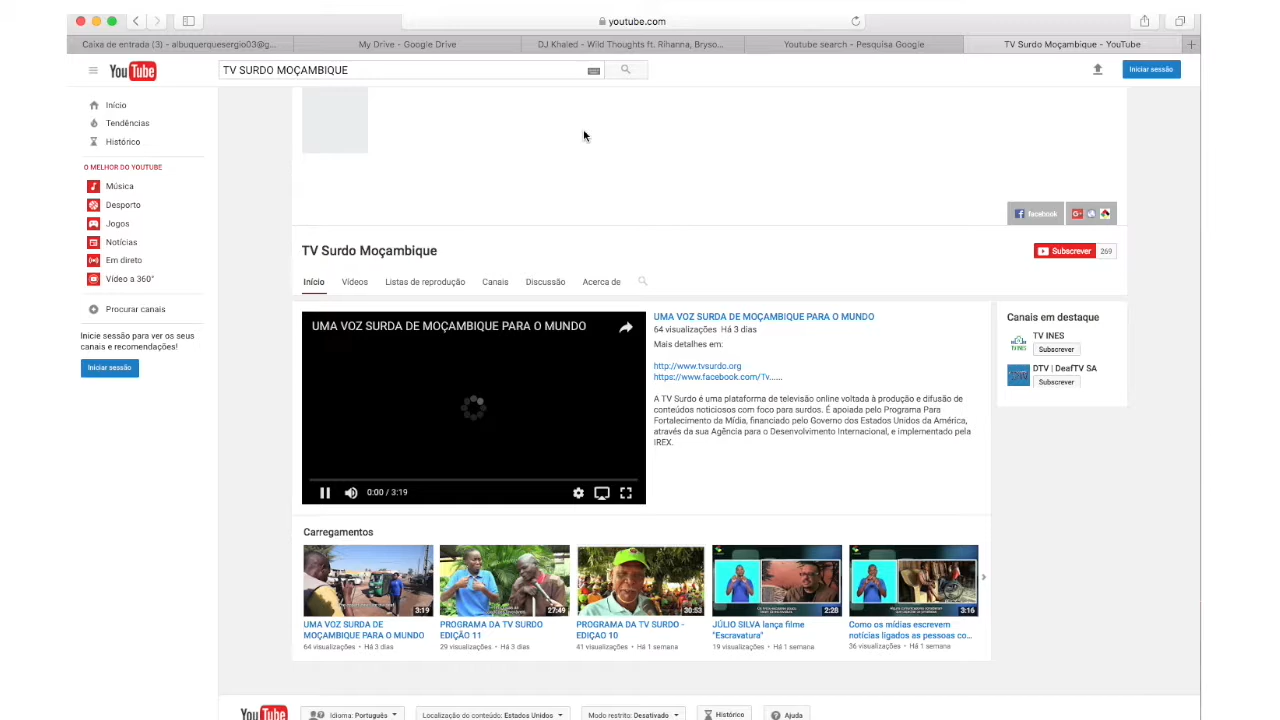 youtube.com
Caixa de entrada (3) - albuquerquesergio03@g...
My Drive - Google Drive
DJ Khaled - Wild Thoughts ft. Rihanna, Bryso...
Youtube search - Pesquisa Google
TV Surdo Moçambique - YouTube
YouTube
TV SURDO MOÇAMBIQUE
Iniciar sessão
Início
Tendências
Histórico
O MELHOR DO YOUTUBE
Música
Desporto
Jogos
Notícias
Em direto
Vídeo a 360°
Procurar canais
Inicie sessão para ver os seus
canais e recomendações!
Iniciar sessão
facebook
TV Surdo Moçambique
Subscrever 269
Início Vídeos Listas de reprodução Canais Discussão Acerca de
UMA VOZ SURDA DE MOÇAMBIQUE PARA O MUNDO
0:00 / 3:19
UMA VOZ SURDA DE MOÇAMBIQUE PARA O MUNDO
64 visualizações Há 3 dias
Mais detalhes em:
http://www.tvsurdo.org
https://www.facebook.com/Tv......
A TV Surdo é uma plataforma de televisão online voltada à produção e difusão de
conteúdos noticiosos com foco para surdos. É apoiada pelo Programa Para
Fortalecimento da Mídia, financiado pelo Governo dos Estados Unidos da América,
através da sua Agência para o Desenvolvimento Internacional, e implementado pela
IREX.
Canais em destaque
TV INES
Subscrever
DTV | DeafTV SA
Subscrever
Carregamentos
3:19
UMA VOZ SURDA DE
MOÇAMBIQUE PARA O MUNDO
64 visualizações • Há 3 dias
27:49
PROGRAMA DA TV SURDO
EDIÇÃO 11
29 visualizações • Há 3 dias
30:53
PROGRAMA DA TV SURDO -
EDIÇAO 10
41 visualizações • Há 1 semana
2:28
JÚLIO SILVA lança filme
"Escravatura"
19 visualizações • Há 1 semana
3:16
Como os mídias escrevem
notícias ligados as pessoas co...
36 visualizações • Há 1 semana
YouTube
Idioma: Português
Localização do conteúdo: Estados Unidos
Modo restrito: Desativado
Histórico
Ajuda